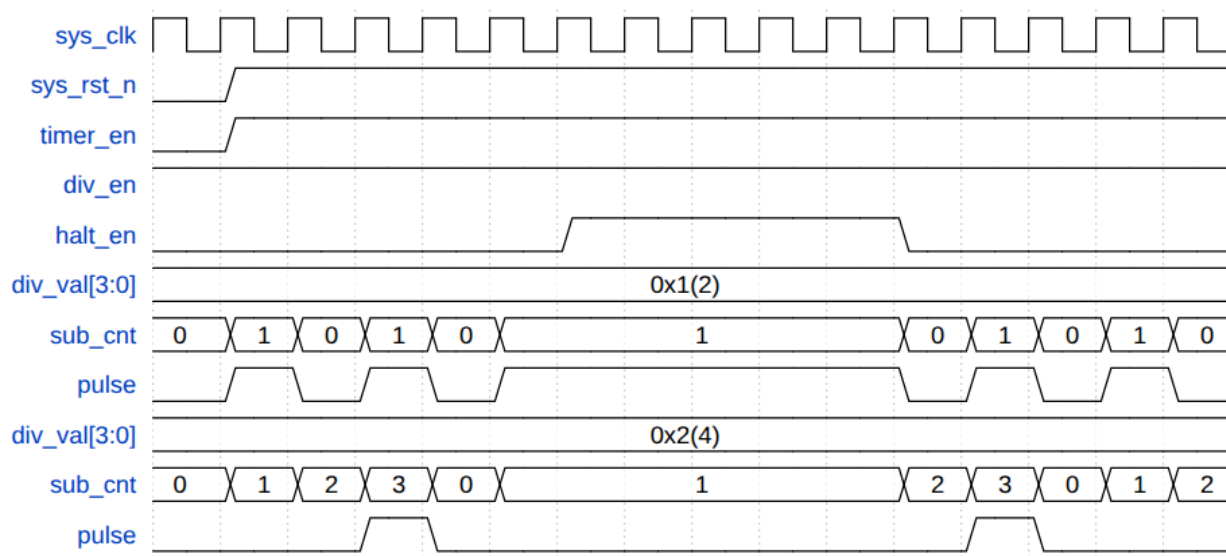 sys_clk
sys_rst_n
timer_en
div_en
halt_en
div_val[3:0] 0x1(2)
sub_cnt 0 1 0 1 0 1 0 1 0 1 0
pulse
div_val[3:0] 0x2(4)
sub_cnt 0 1 2 3 0 1 2 3 0 1 2
pulse